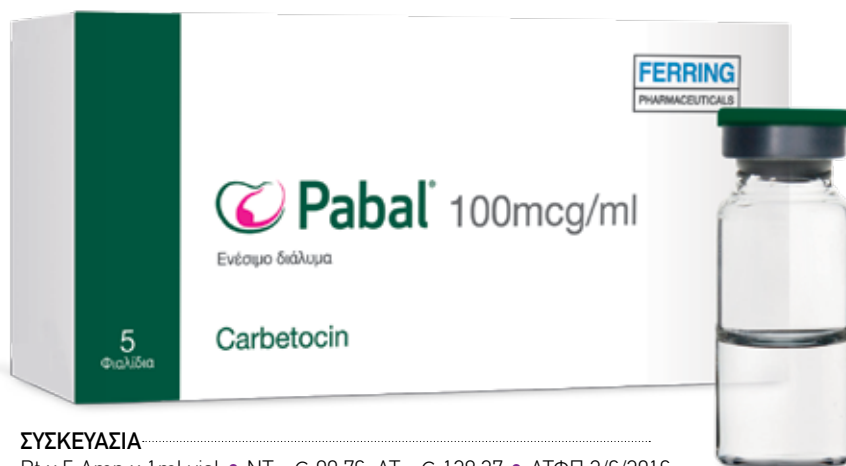 FERRING
PHARMACEUTICALS
Pabal® 100mcg/ml
Ενέσιμο διάλυμα
Carbetocin
5
Φιαλίδια
ΣΥΣΚΕΥΑΣΙΑ